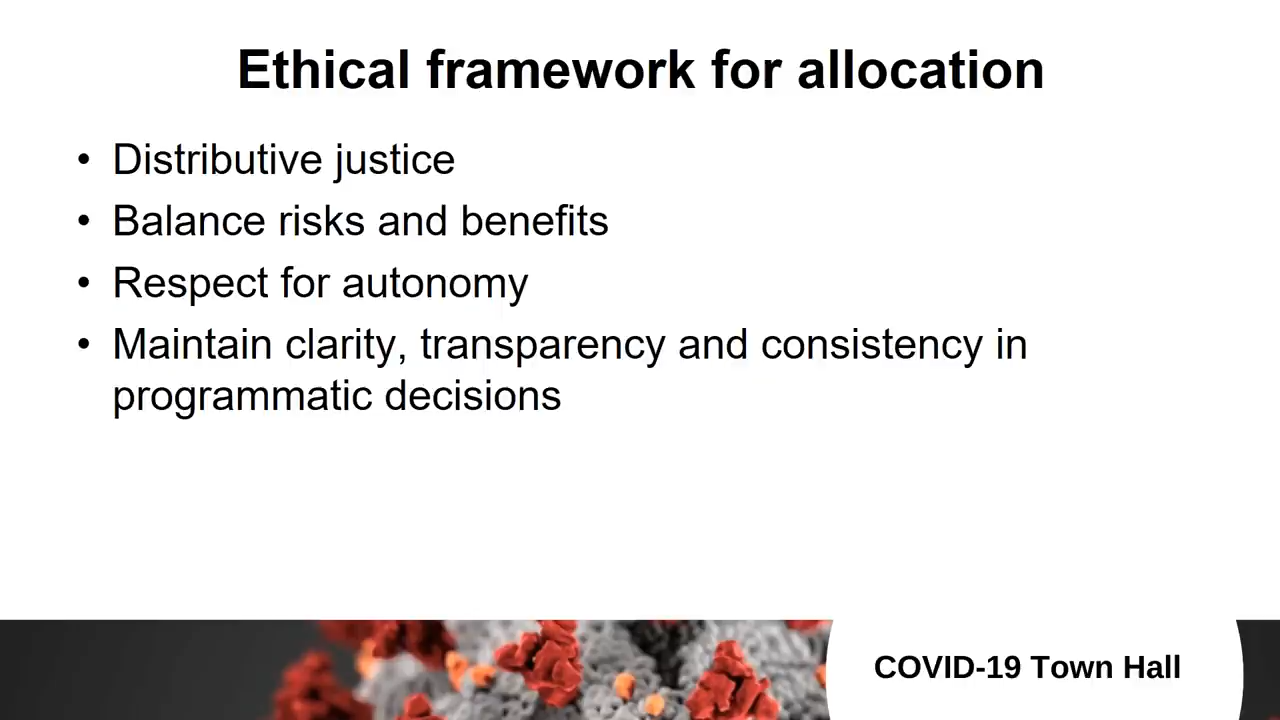 Ethical framework for allocation
• Distributive justice
• Balance risks and benefits
• Respect for autonomy
• Maintain clarity, transparency and consistency in
programmatic decisions
COVID-19 Town Hall